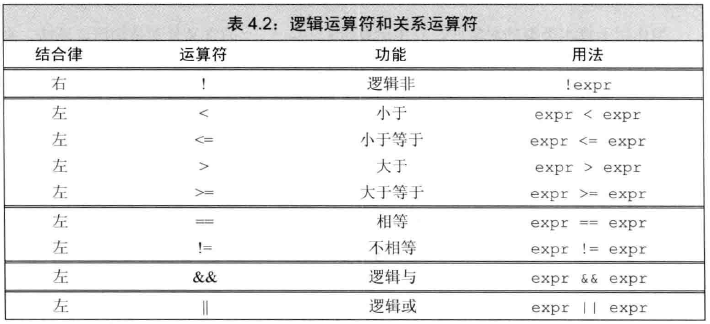 表 4.2：逻辑运算符和关系运算符
结合律 运算符 功能 用法
右 ! 逻辑非 !expr
左 < 小于 expr < expr
左 <= 小于等于 expr <= expr
左 > 大于 expr > expr
左 >= 大于等于 expr >= expr
左 == 相等 expr == expr
左 != 不相等 expr != expr
左 && 逻辑与 expr && expr
左 || 逻辑或 expr || expr